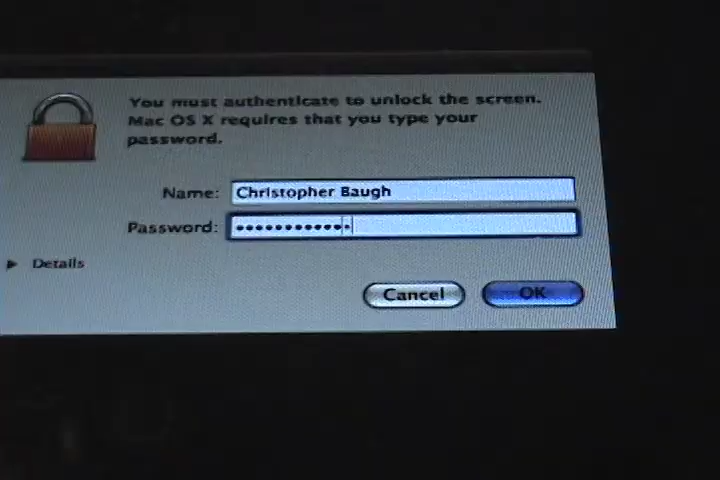 You must authenticate to unlock the screen.
Mac OS X requires that you type your
password.
Name: Christopher Baugh
Password: ••••••••••••
Details
Cancel OK